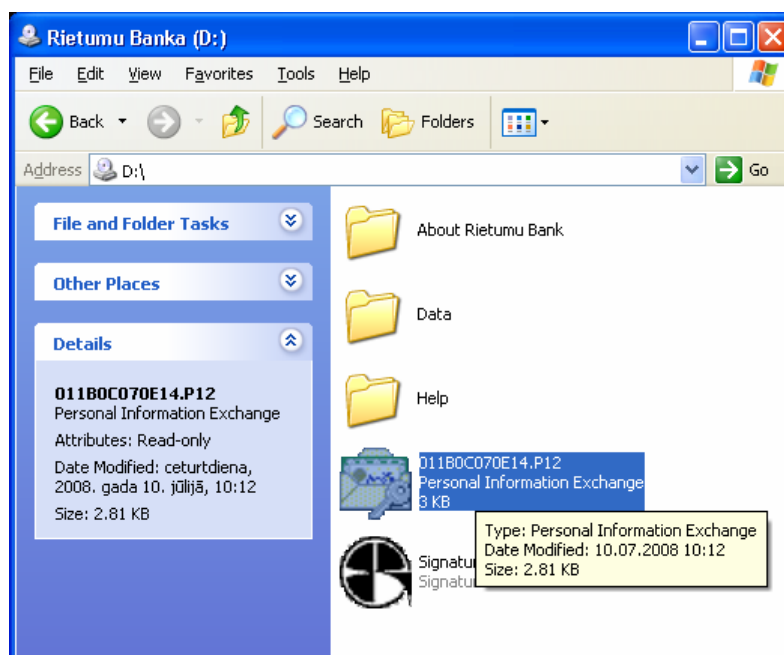 Rietumu Banka (D:)
File Edit View Favorites Tools Help
Back Search Folders
Address D:\ Go
File and Folder Tasks
Other Places
Details
011B0C070E14.P12
Personal Information Exchange
Attributes: Read-only
Date Modified: ceturtdiena,
2008. gada 10. jūlijā, 10:12
Size: 2.81 KB
About Rietumu Bank
Data
Help
011B0C070E14.P12
Personal Information Exchange
3 KB
Type: Personal Information Exchange
Date Modified: 10.07.2008 10:12
Size: 2.81 KB